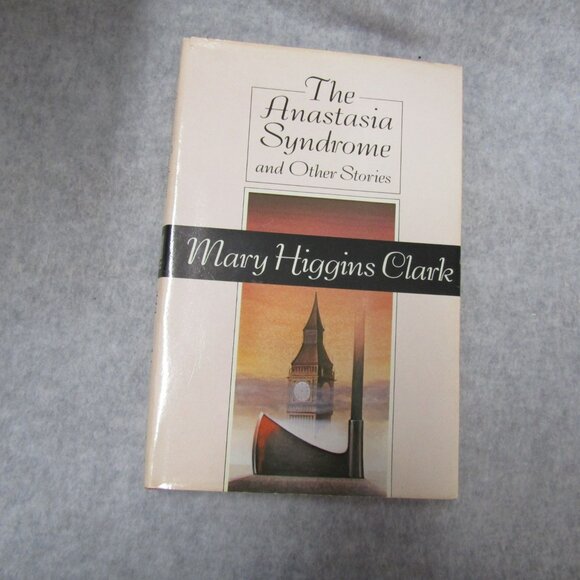 The
Anastasia
Syndrome
and Other Stories
Mary Higgins Clark